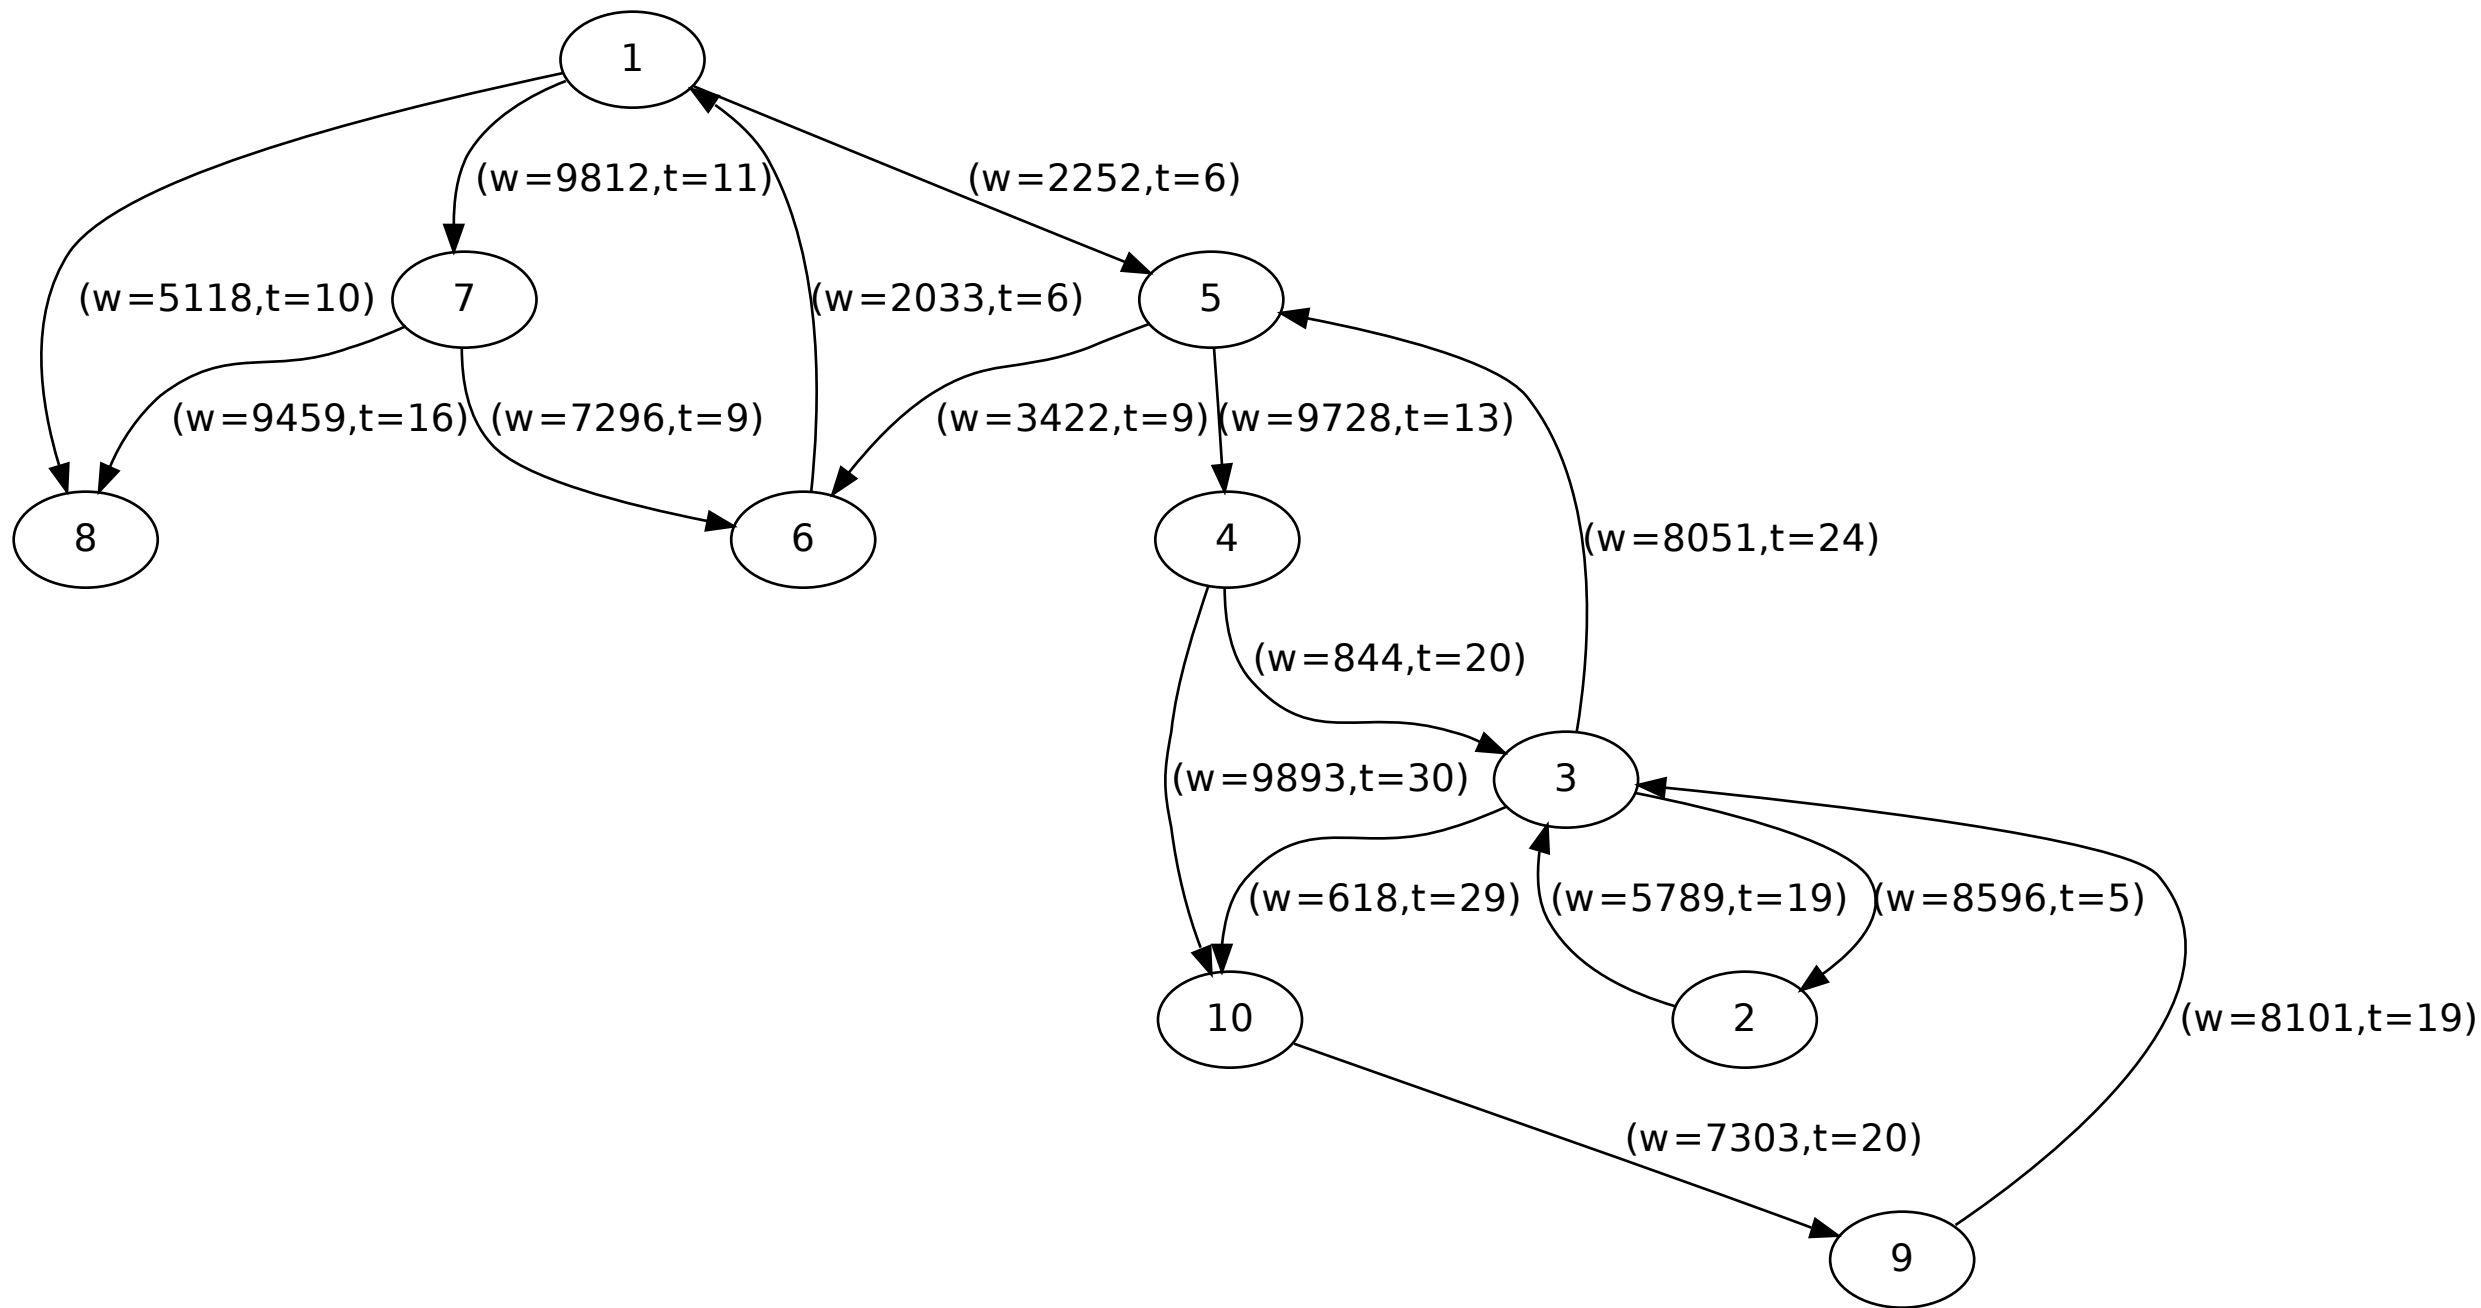 1
(w=9812,t=11)
(w=2252,t=6)
(w=5118,t=10)
7
(w=2033,t=6)
5
(w=9459,t=16)
(w=7296,t=9)
(w=3422,t=9)
(w=9728,t=13)
8
6
4
(w=8051,t=24)
(w=844,t=20)
(w=9893,t=30)
3
(w=618,t=29)
(w=5789,t=19)
(w=8596,t=5)
10
2
(w=8101,t=19)
(w=7303,t=20)
9